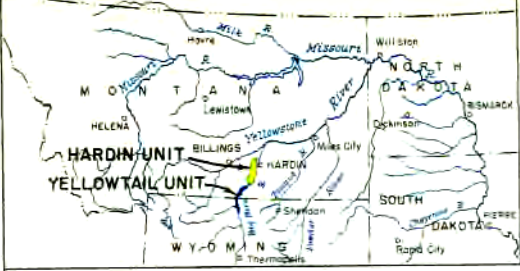 Milk R.
Havre
Missouri
Williston
NORTH
DAKOTA
Missouri
R.
R.
MONTANA
Lewistown
River
BISMARCK
HELENA
Yellowstone
Dickinson
BILLINGS
Miles City
HARDIN UNIT
HARDIN
YELLOWTAIL UNIT
SOUTH
Sheridan
Cheyenne R.
PIERRE
DAKOTA
WYOMING
Rapid City
Thermopolis